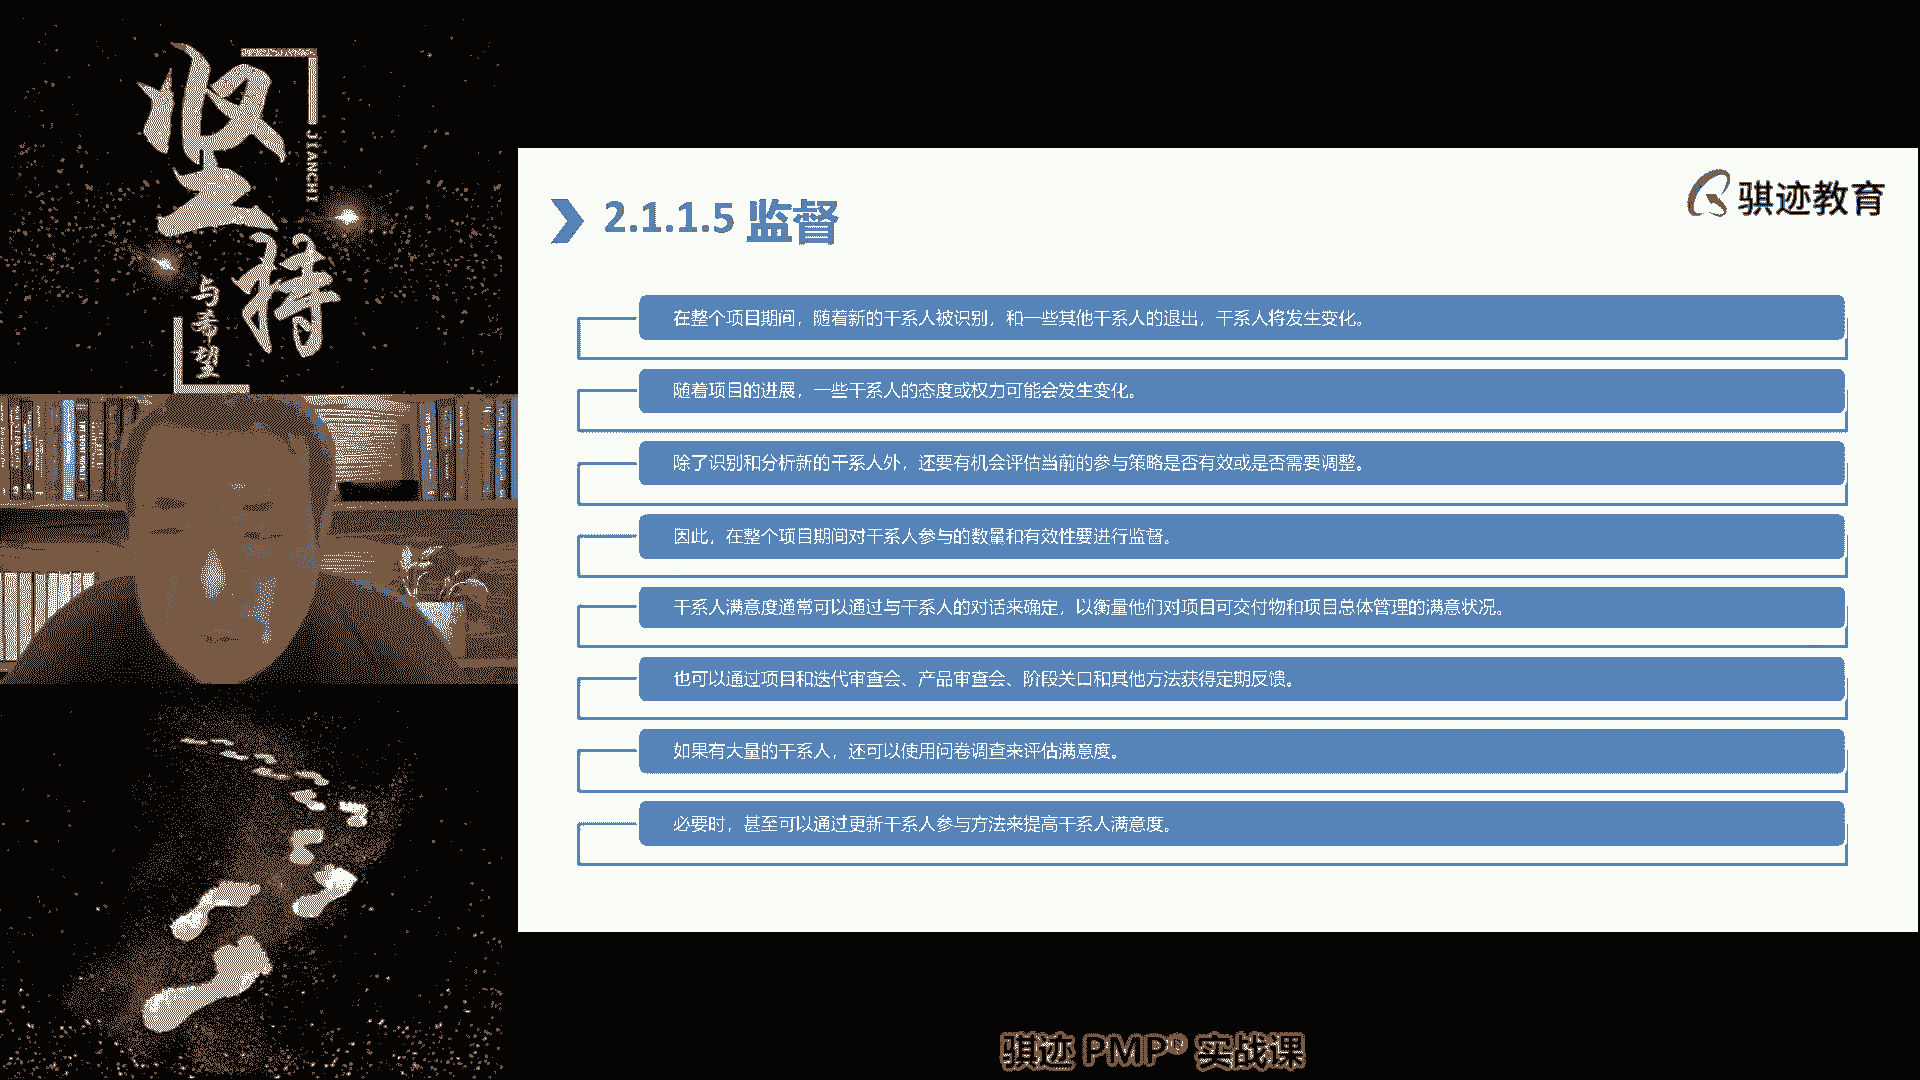 坚持
JIANCHI
与希望
骐迹教育
2.1.1.5 监督
在整个项目期间，随着新的干系人被识别，和一些其他干系人的退出，干系人将发生变化。
随着项目的进展，一些干系人的态度或权力可能会发生变化。
除了识别和分析新的干系人外，还要有机会评估当前的参与策略是否有效或是否需要调整。
因此，在整个项目期间对干系人参与的数量和有效性要进行监督。
干系人满意度通常可以通过与干系人的对话来确定，以衡量他们对项目可交付物和项目总体管理的满意状况。
也可以通过项目和迭代审查会、产品审查会、阶段关口和其他方法获得定期反馈。
如果有大量的干系人，还可以使用问卷调查来评估满意度。
必要时，甚至可以通过更新干系人参与方法来提高干系人满意度。
骐迹 PMP® 实战课